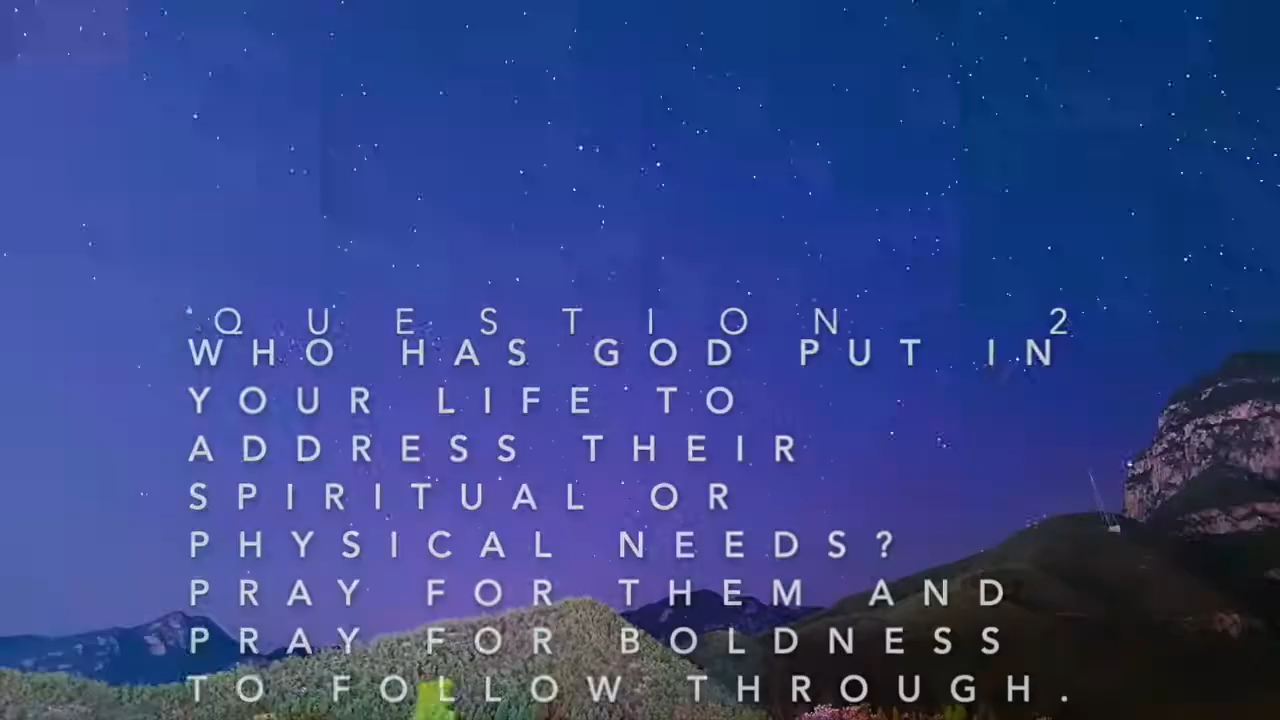 QUESTION 2
WHO HAS GOD PUT IN
YOUR LIFE TO
ADDRESS THEIR
SPIRITUAL OR
PHYSICAL NEEDS?
PRAY FOR THEM AND
PRAY FOR BOLDNESS
TO FOLLOW THROUGH.